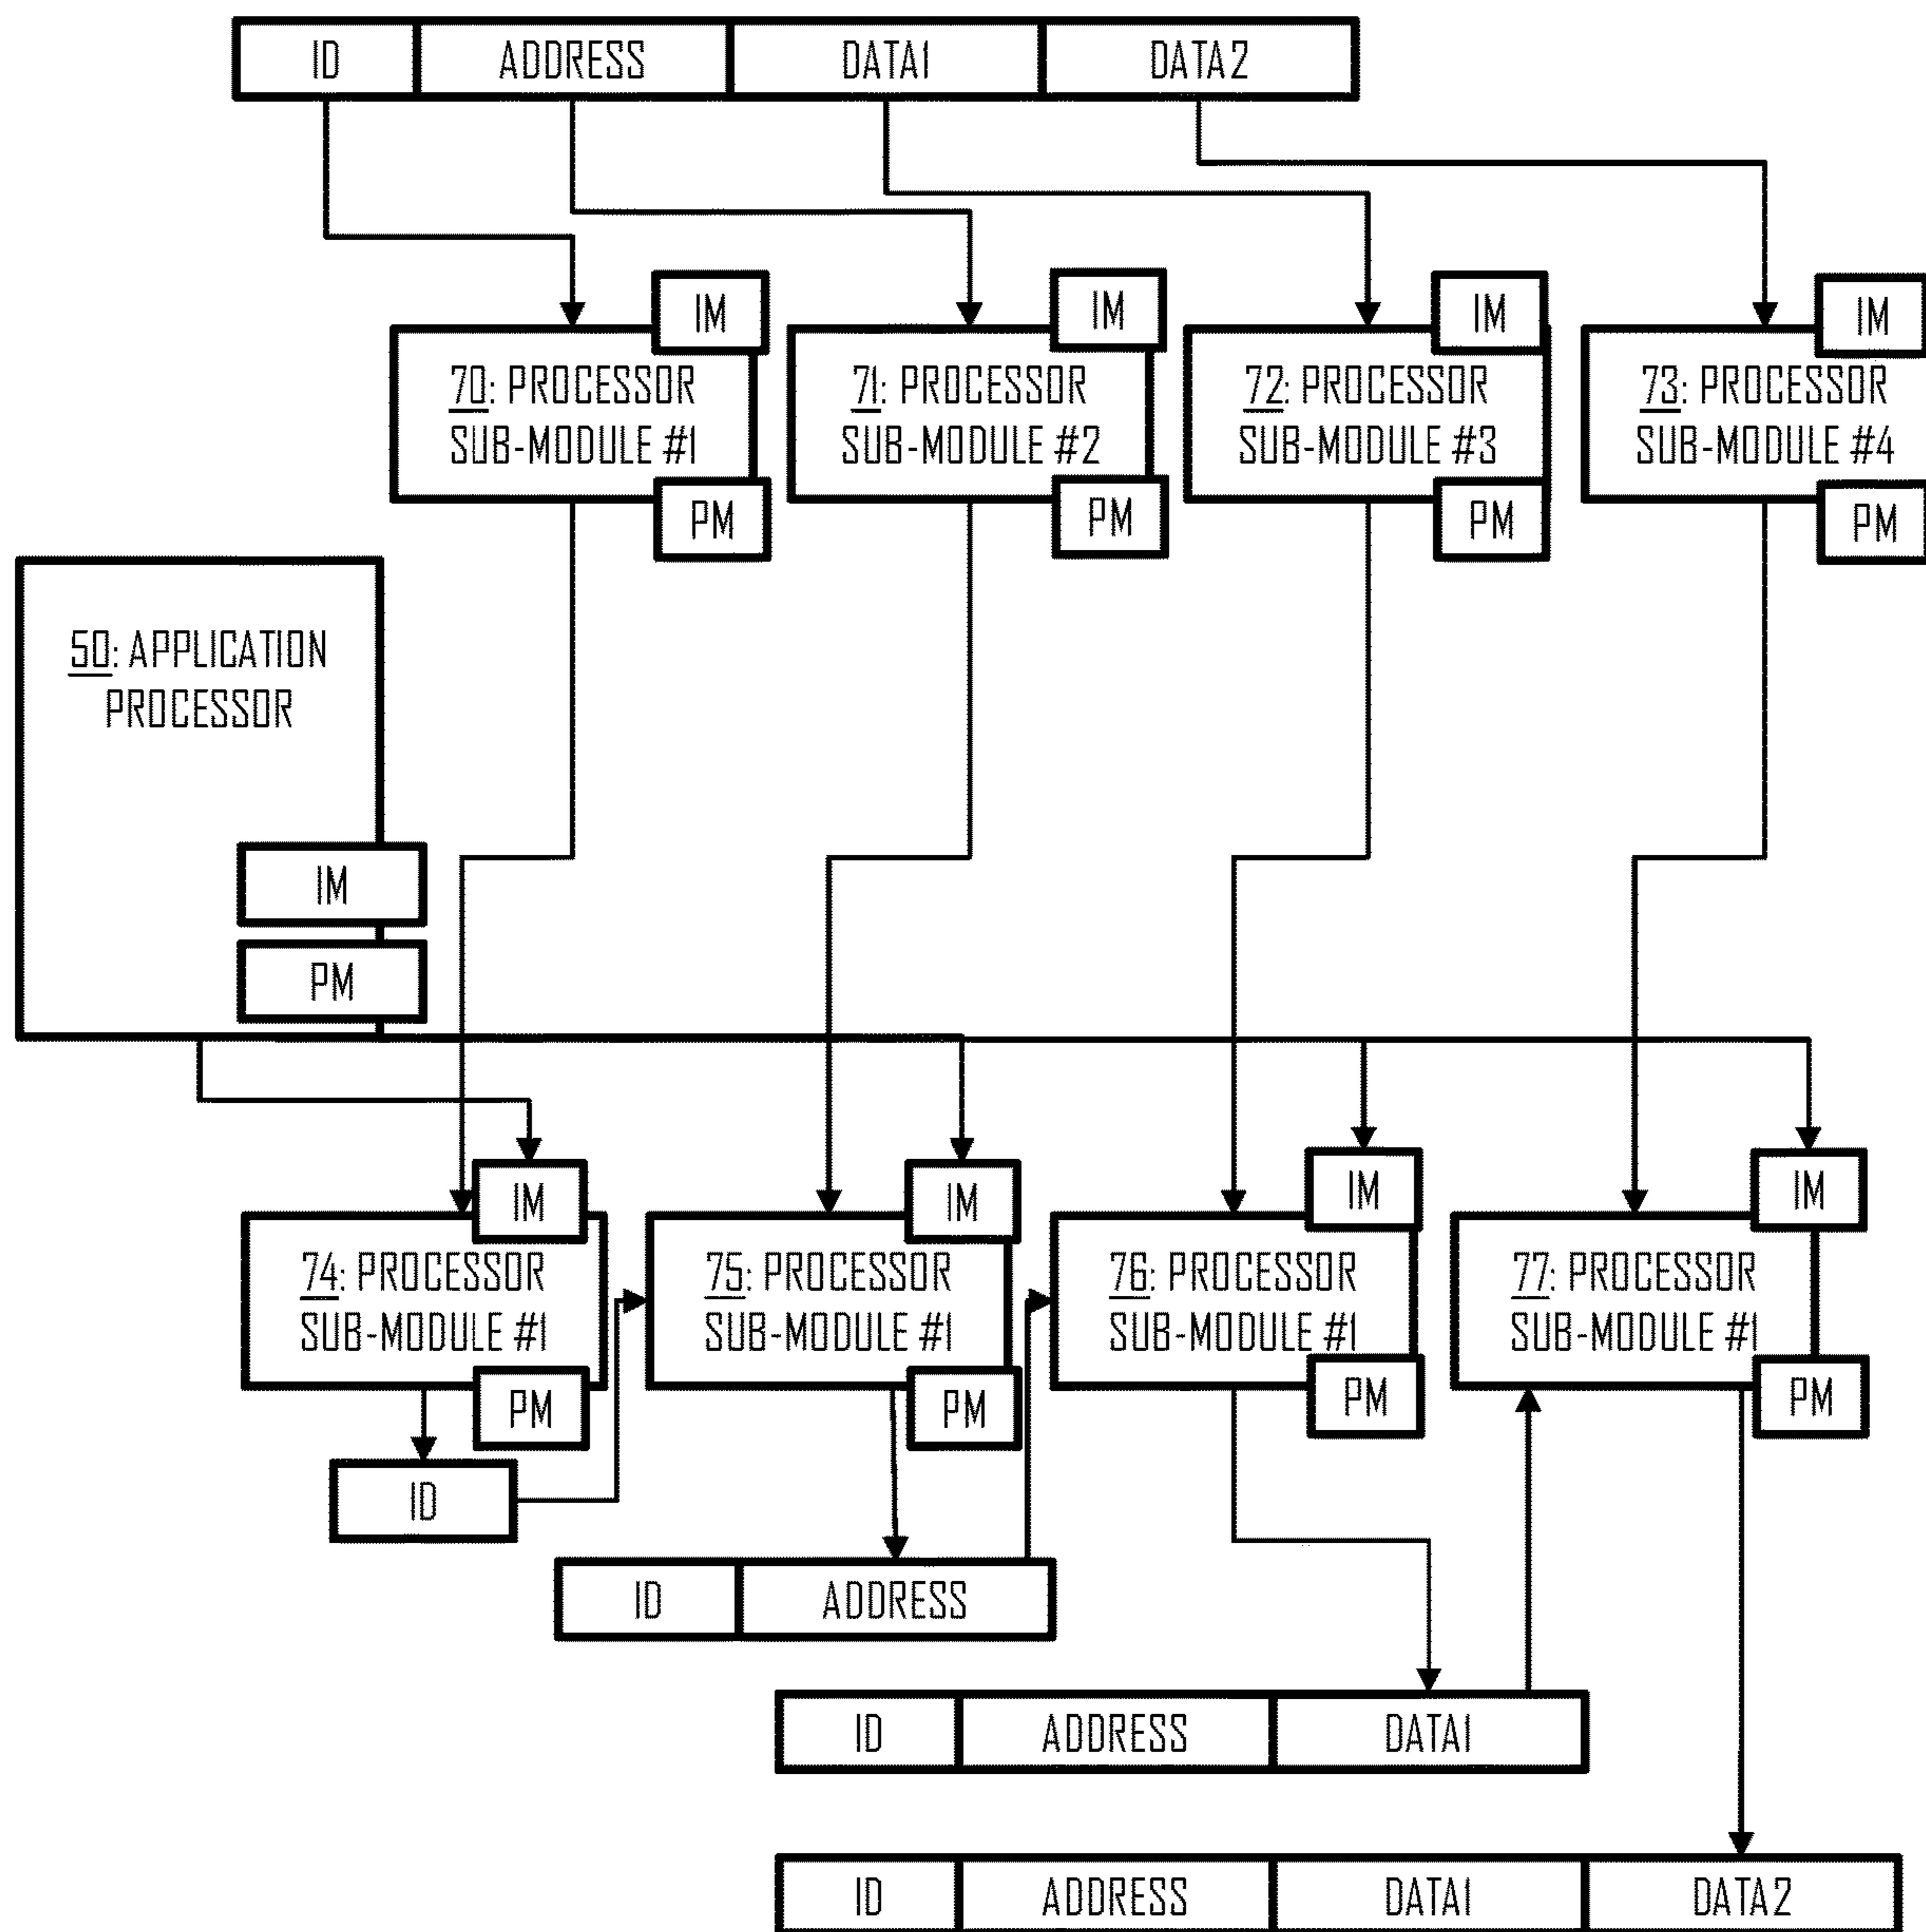 ID ADDRESS DATA1 DATA2
IM IM IM IM
70: PROCESSOR
SUB-MODULE #1
71: PROCESSOR
SUB-MODULE #2
72: PROCESSOR
SUB-MODULE #3
73: PROCESSOR
SUB-MODULE #4
PM PM PM PM
50: APPLICATION
PROCESSOR
IM
PM
IM IM IM IM
74: PROCESSOR
SUB-MODULE #1
75: PROCESSOR
SUB-MODULE #1
76: PROCESSOR
SUB-MODULE #1
77: PROCESSOR
SUB-MODULE #1
PM PM PM PM
ID
ID ADDRESS
ID ADDRESS DATA1
ID ADDRESS DATA1 DATA2